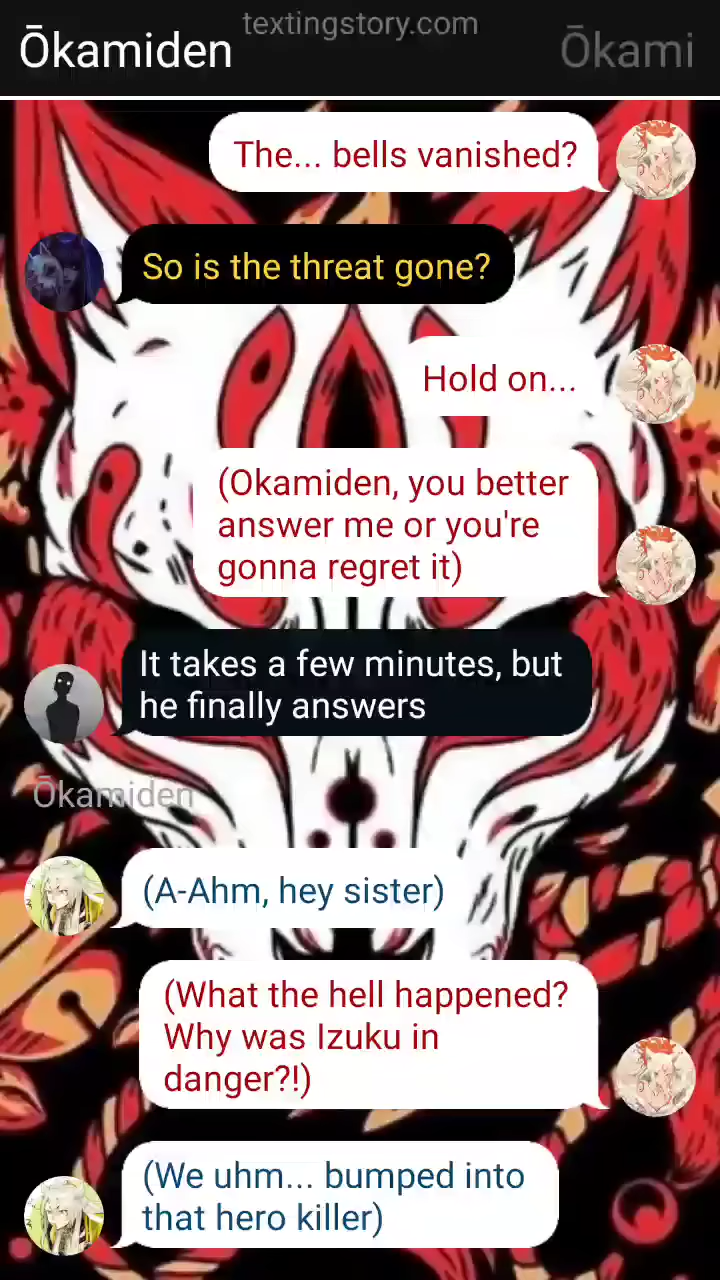 textingstory.com
Ōkamiden
Ōkami
The... bells vanished?
So is the threat gone?
Hold on...
(Okamiden, you better
answer me or you're
gonna regret it)
It takes a few minutes, but
he finally answers
Ōkamiden
(A-Ahm, hey sister)
(What the hell happened?
Why was Izuku in
danger?!)
(We uhm... bumped into
that hero killer)